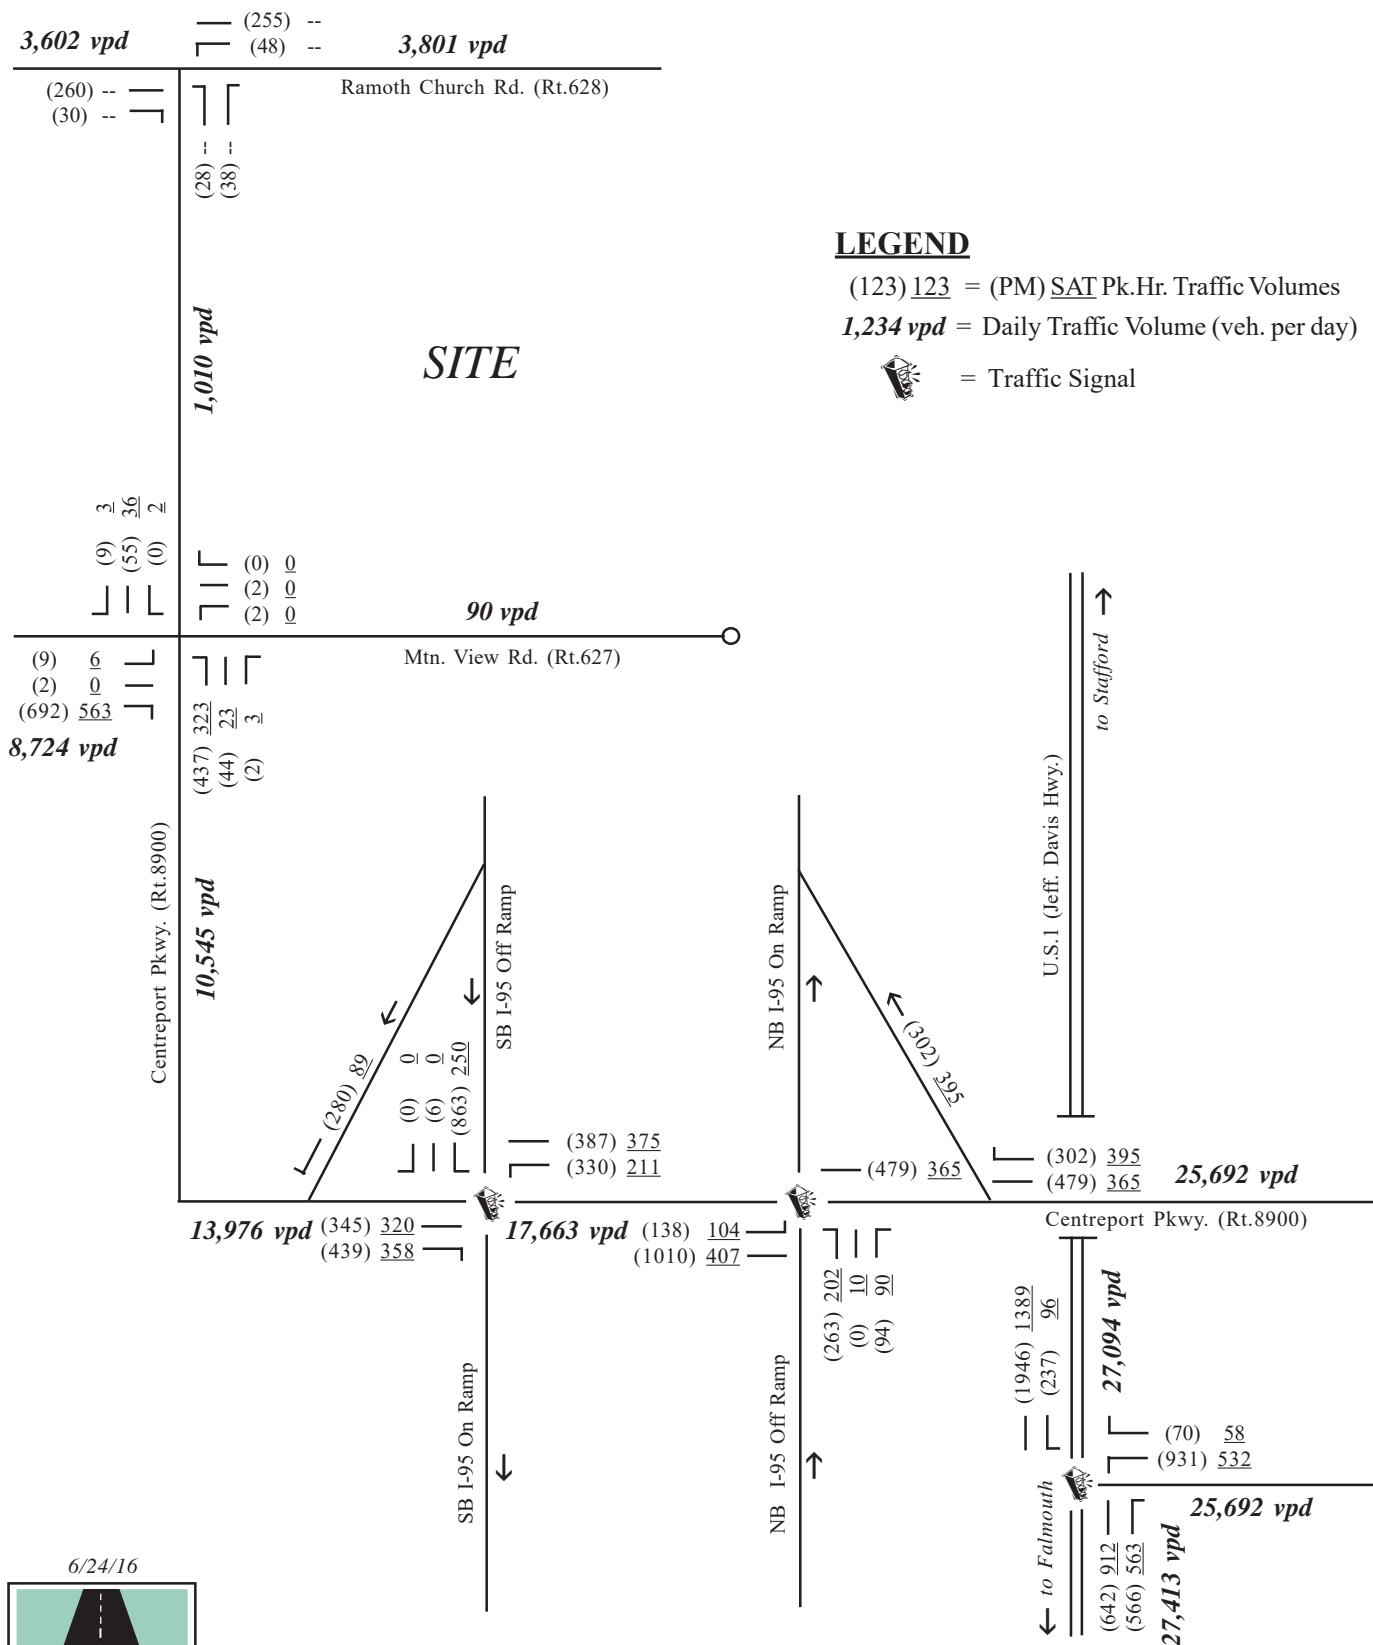 (255) --
3,602 vpd
(48) --
3,801 vpd
Ramoth Church Rd. (Rt.628)
(260) --
(30) --
(28) --
(38) --
LEGEND
(123) 123 = (PM) SAT Pk.Hr. Traffic Volumes
1,234 vpd = Daily Traffic Volume (veh. per day)
= Traffic Signal
1,010 vpd
SITE
(9) 3
(55) 36
(0) 2
(0) 0
(2) 0
(2) 0
90 vpd
Mtn. View Rd. (Rt.627)
(9) 6
(2) 0
(692) 563
8,724 vpd
(437) 323
(44) 23
(2) 3
to Stafford
U.S.1 (Jeff. Davis Hwy.)
Centreport Pkwy. (Rt.8900)
10,545 vpd
SB I-95 Off Ramp
NB I-95 On Ramp
(280) 89
(0) 0
(6) 0
(863) 250
(302) 395
(387) 375
(330) 211
(479) 365
(302) 395
(479) 365
25,692 vpd
Centreport Pkwy. (Rt.8900)
13,976 vpd
(345) 320
(439) 358
17,663 vpd
(138) 104
(1010) 407
(263) 202
(0) 10
(94) 90
(1946) 1389
(237) 96
27,094 vpd
SB I-95 On Ramp
NB I-95 Off Ramp
(70) 58
(931) 532
25,692 vpd
to Falmouth
(642) 912
(566) 563
27,413 vpd
6/24/16